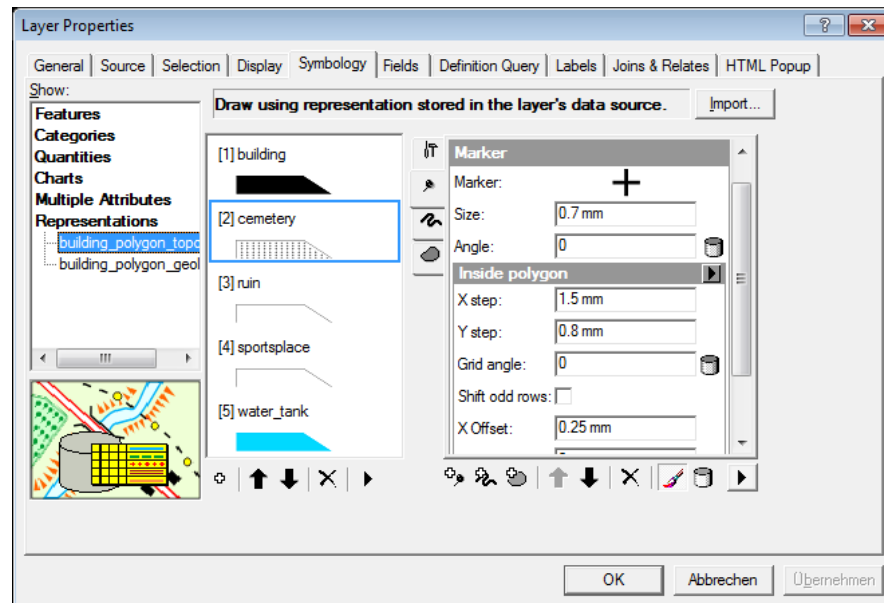 Layer Properties
General Source Selection Display Symbology Fields Definition Query Labels Joins & Relates HTML Popup
Show:
Features
Categories
Quantities
Charts
Multiple Attributes
Representations
building_polygon_topo
building_polygon_geol
Draw using representation stored in the layer's data source.
Import...
[1] building
[2] cemetery
[3] ruin
[4] sportsplace
[5] water_tank
Marker
Marker:
Size: 0.7 mm
Angle: 0
Inside polygon
X step: 1.5 mm
Y step: 0.8 mm
Grid angle: 0
Shift odd rows:
X Offset: 0.25 mm
OK Abbrechen Übernehmen